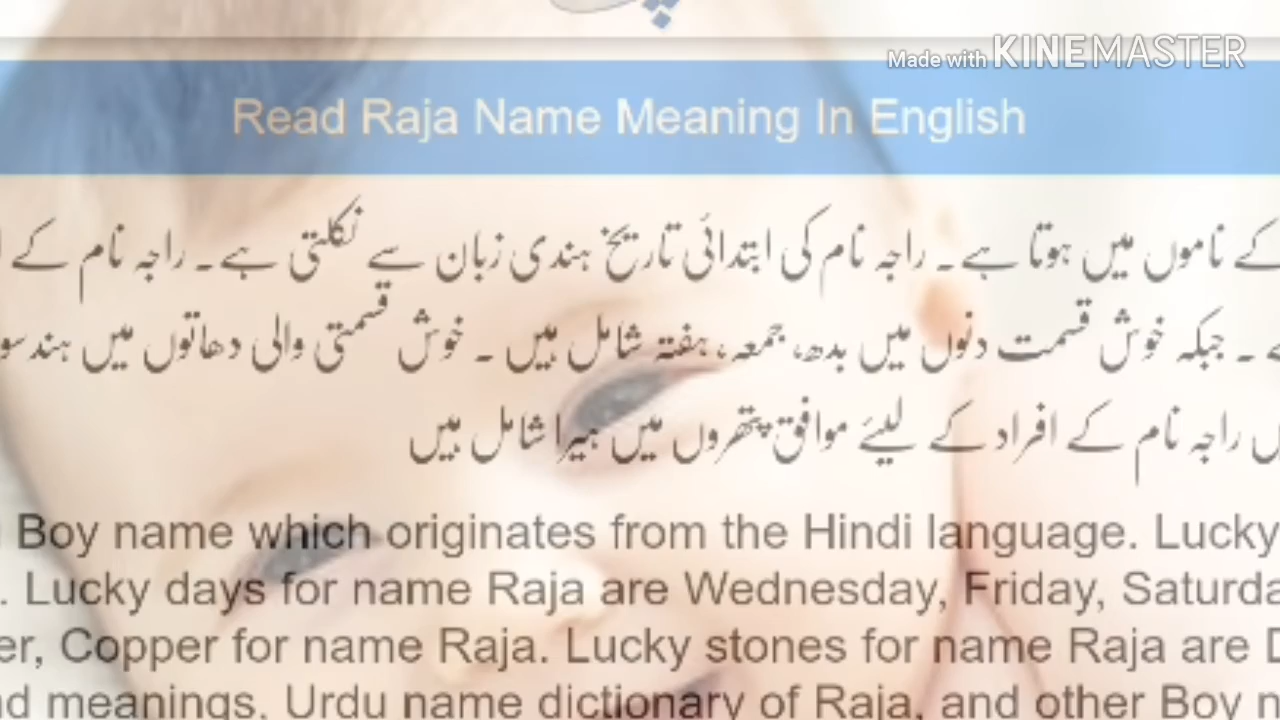 Made with KINEMASTER
Read Raja Name Meaning In English
کے ناموں میں ہوتا ہے۔ راجہ نام کی ابتدائی تاریخ ہندی زبان سے نکلتی ہے۔ راجہ نام کے
۔ جبکہ خوش قسمت دنوں میں بدھ، جمعہ، ہفتہ شامل ہیں ۔ خوش قسمتی والی دھاتوں میں
راجہ نام کے افراد کے لیئے موافق پتھروں میں ہیرا شامل ہیں
Boy name which originates from the Hindi language. Lucky
. Lucky days for name Raja are Wednesday, Friday, Saturda
er, Copper for name Raja. Lucky stones for name Raja are D
nd meanings. Urdu name dictionary of Raja, and other Boy n